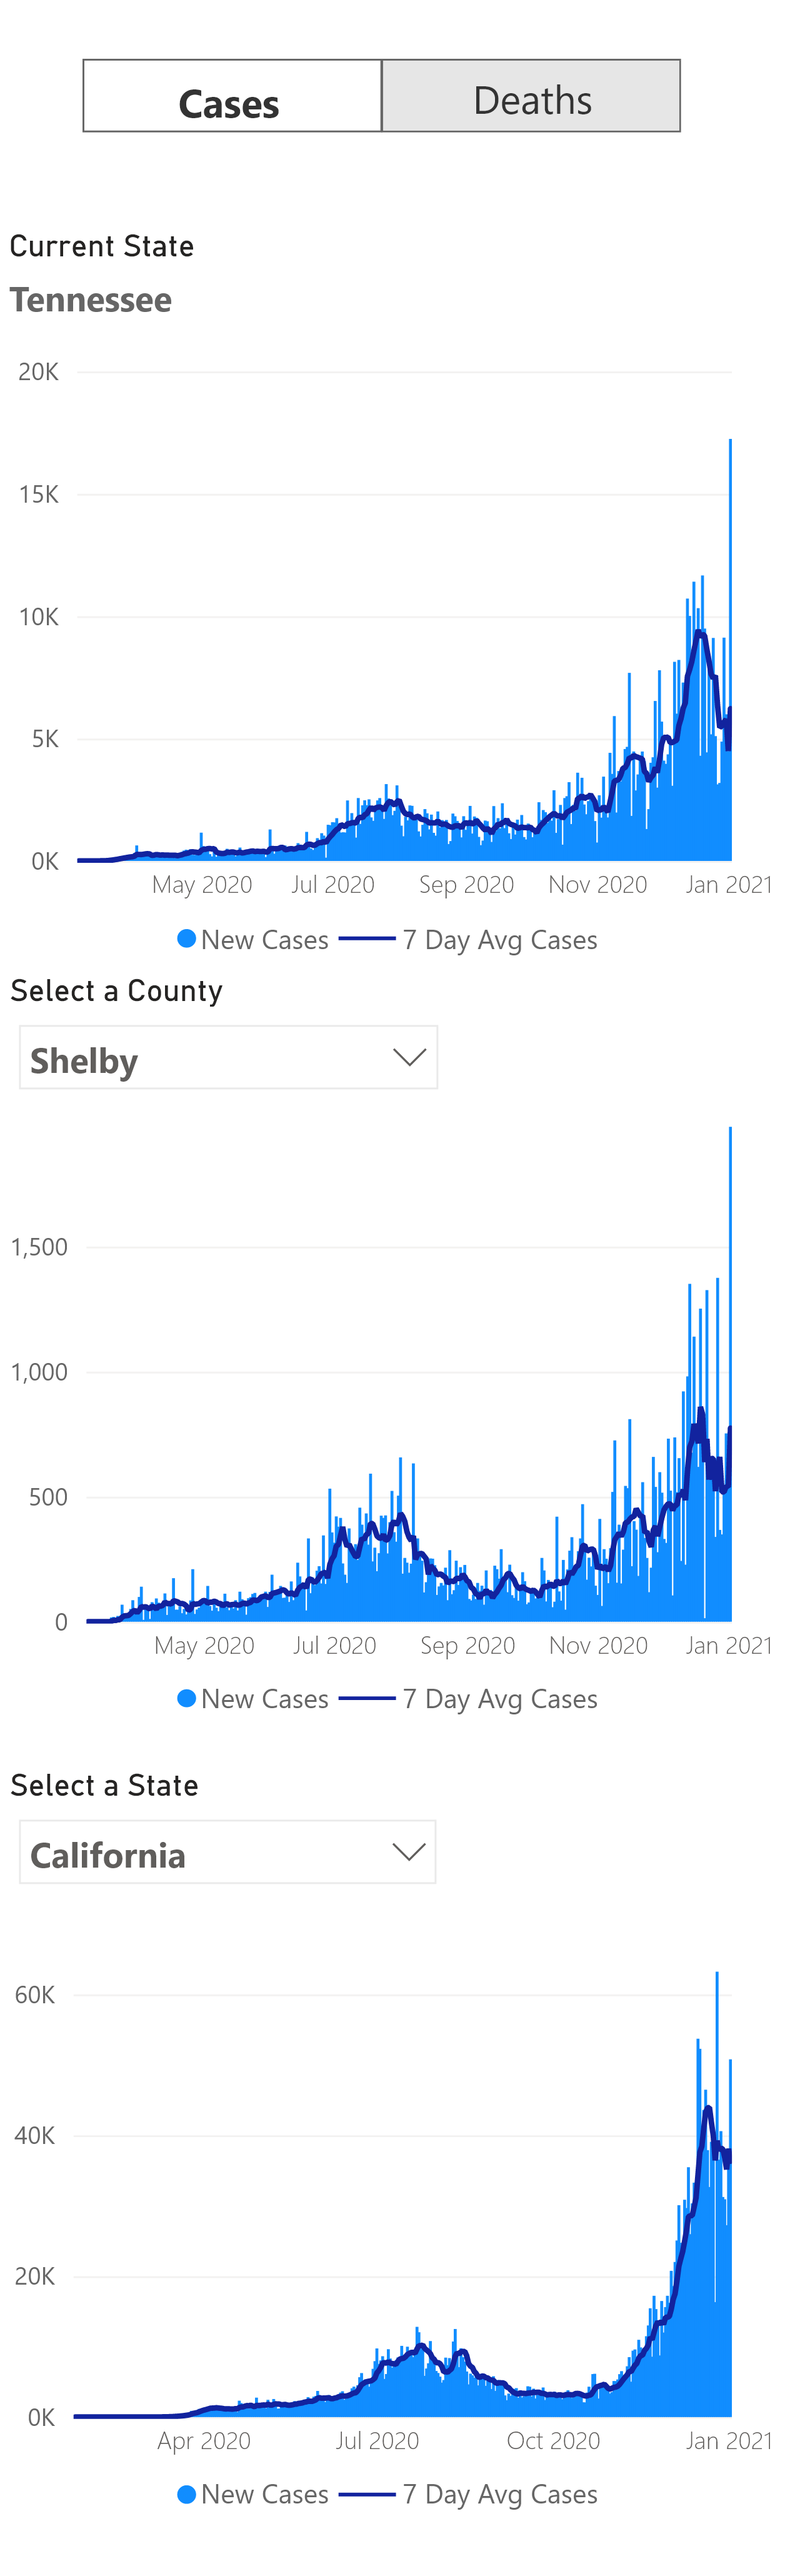 Cases Deaths
Current State
Tennessee
20K
15K
10K
5K
0K
May 2020 Jul 2020 Sep 2020 Nov 2020 Jan 2021
New Cases 7 Day Avg Cases
Select a County
Shelby
1,500
1,000
500
0
May 2020 Jul 2020 Sep 2020 Nov 2020 Jan 2021
New Cases 7 Day Avg Cases
Select a State
California
60K
40K
20K
0K
Apr 2020 Jul 2020 Oct 2020 Jan 2021
New Cases 7 Day Avg Cases